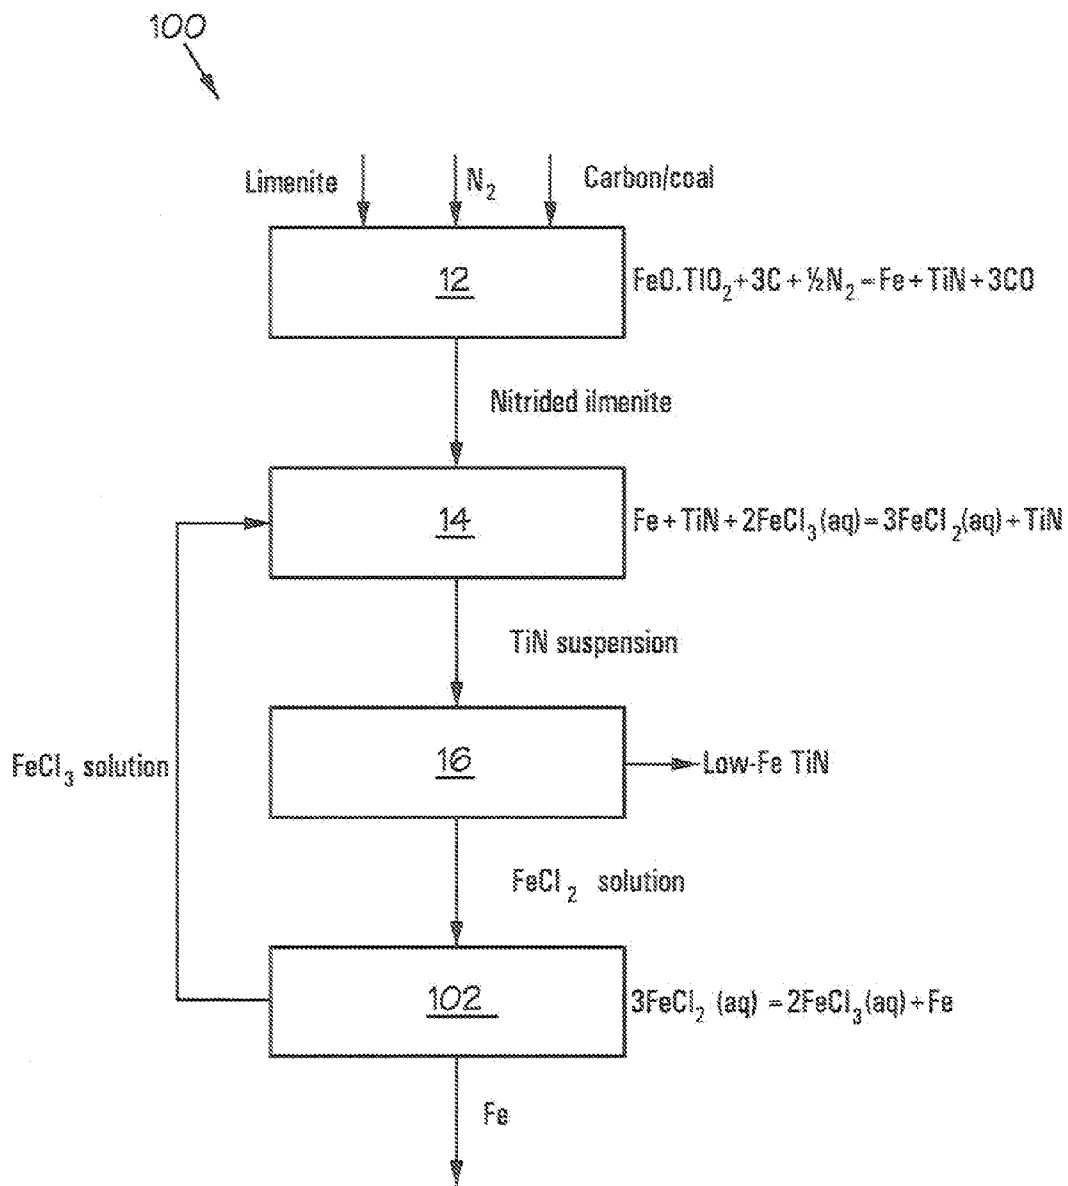 100
Limenite
N₂
Carbon/coal
12
FeO.TIO₂+3C+½N₂=Fe+TiN+3CO
Nitrided ilmenite
14
Fe+TiN+2FeCl₃(aq)=3FeCl₂(aq)+TiN
TiN suspension
16
Low-Fe TiN
FeCl₃ solution
FeCl₂ solution
102
3FeCl₂ (aq) =2FeCl₃(aq)+Fe
Fe